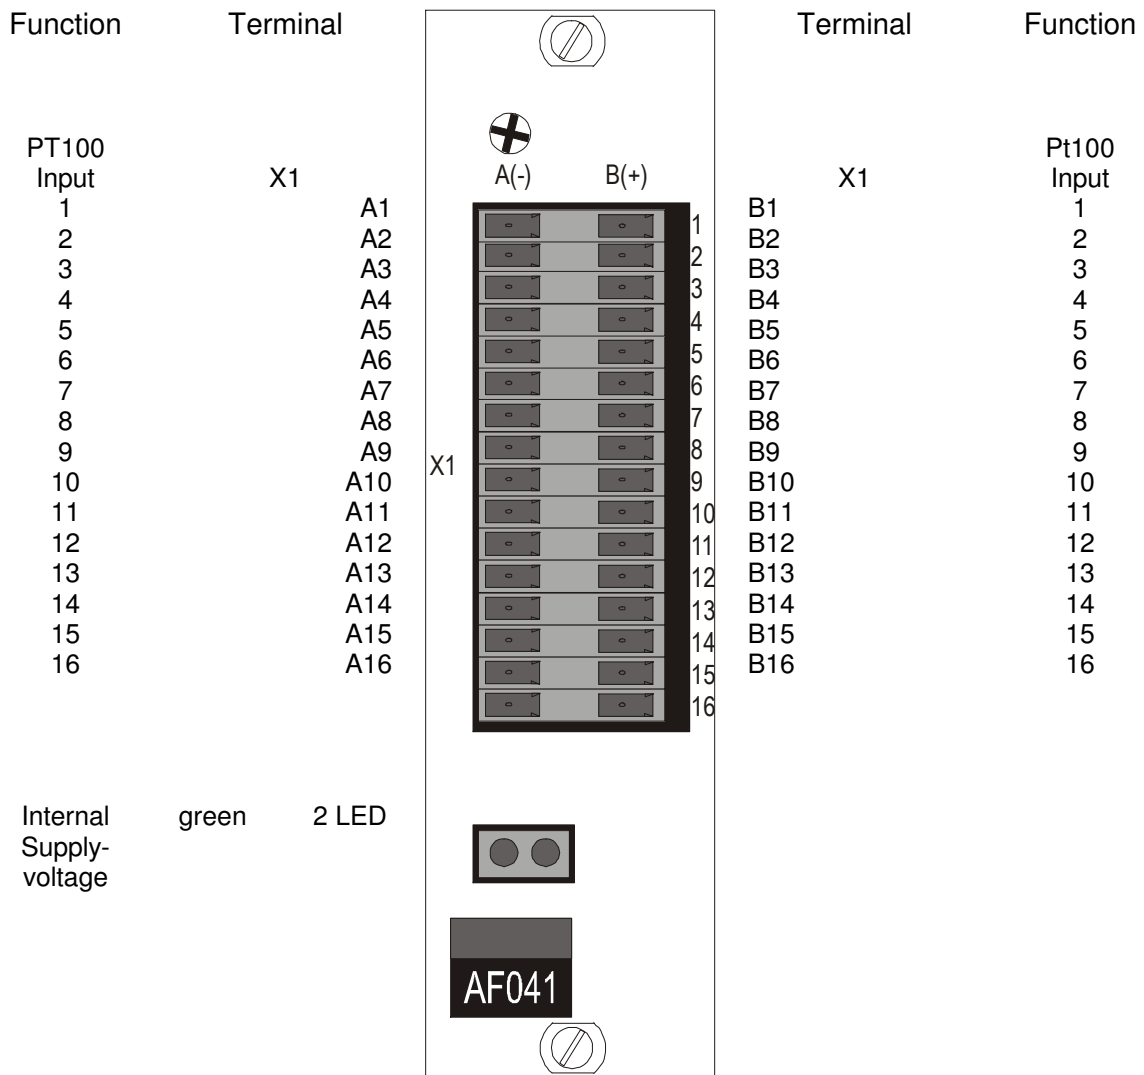 Function Terminal Terminal Function
PT100 Pt100
Input X1 A(-) B(+) X1 Input
1 A1 1 B1 1
2 A2 2 B2 2
3 A3 3 B3 3
4 A4 4 B4 4
5 A5 5 B5 5
6 A6 6 B6 6
7 A7 7 B7 7
8 A8 8 B8 8
9 A9 X1 9 B9 9
10 A10 10 B10 10
11 A11 11 B11 11
12 A12 12 B12 12
13 A13 13 B13 13
14 A14 14 B14 14
15 A15 15 B15 15
16 A16 16 B16 16
Internal green 2 LED
Supply-
voltage
AF041